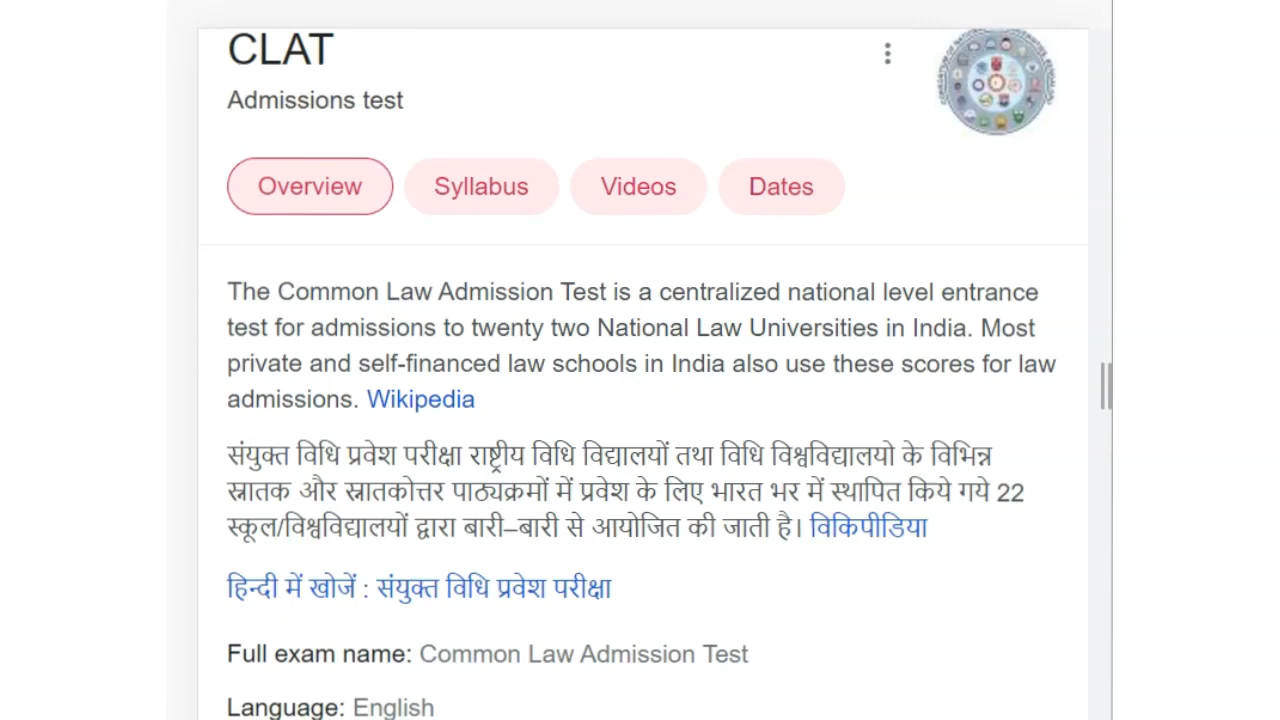 CLAT
Admissions test
Overview Syllabus Videos Dates
The Common Law Admission Test is a centralized national level entrance
test for admissions to twenty two National Law Universities in India. Most
private and self-financed law schools in India also use these scores for law
admissions. Wikipedia
संयुक्त विधि प्रवेश परीक्षा राष्ट्रीय विधि विद्यालयों तथा विधि विश्वविद्यालयो के विभिन्न
स्नातक और स्नातकोत्तर पाठ्यक्रमों में प्रवेश के लिए भारत भर में स्थापित किये गये 22
स्कूल/विश्वविद्यालयों द्वारा बारी–बारी से आयोजित की जाती है। विकिपीडिया
हिन्दी में खोजें : संयुक्त विधि प्रवेश परीक्षा
Full exam name: Common Law Admission Test
Language: English